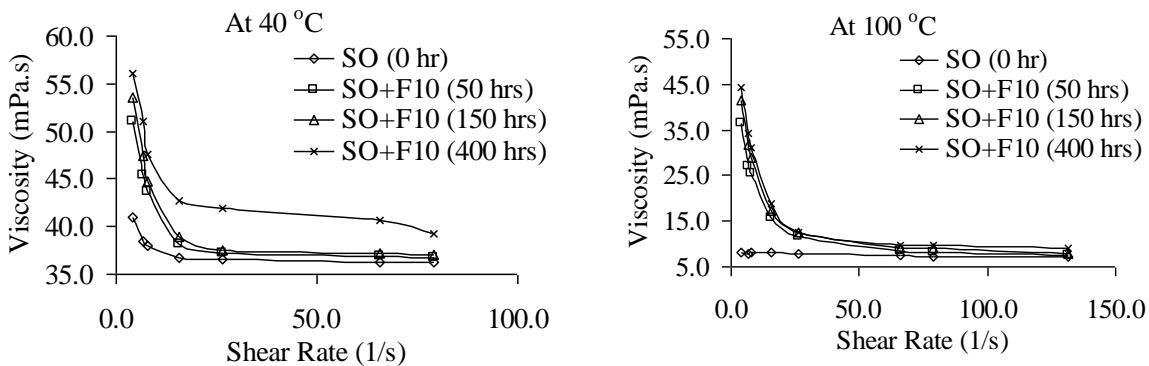 At 40 °C
Viscosity (mPa.s)
60.0
55.0
50.0
45.0
40.0
35.0
SO (0 hr)
SO+F10 (50 hrs)
SO+F10 (150 hrs)
SO+F10 (400 hrs)
0.0 50.0 100.0
Shear Rate (1/s)
At 100 °C
Viscosity (mPa.s)
55.0
45.0
35.0
25.0
15.0
5.0
SO (0 hr)
SO+F10 (50 hrs)
SO+F10 (150 hrs)
SO+F10 (400 hrs)
0.0 50.0 100.0 150.0
Shear Rate (1/s)